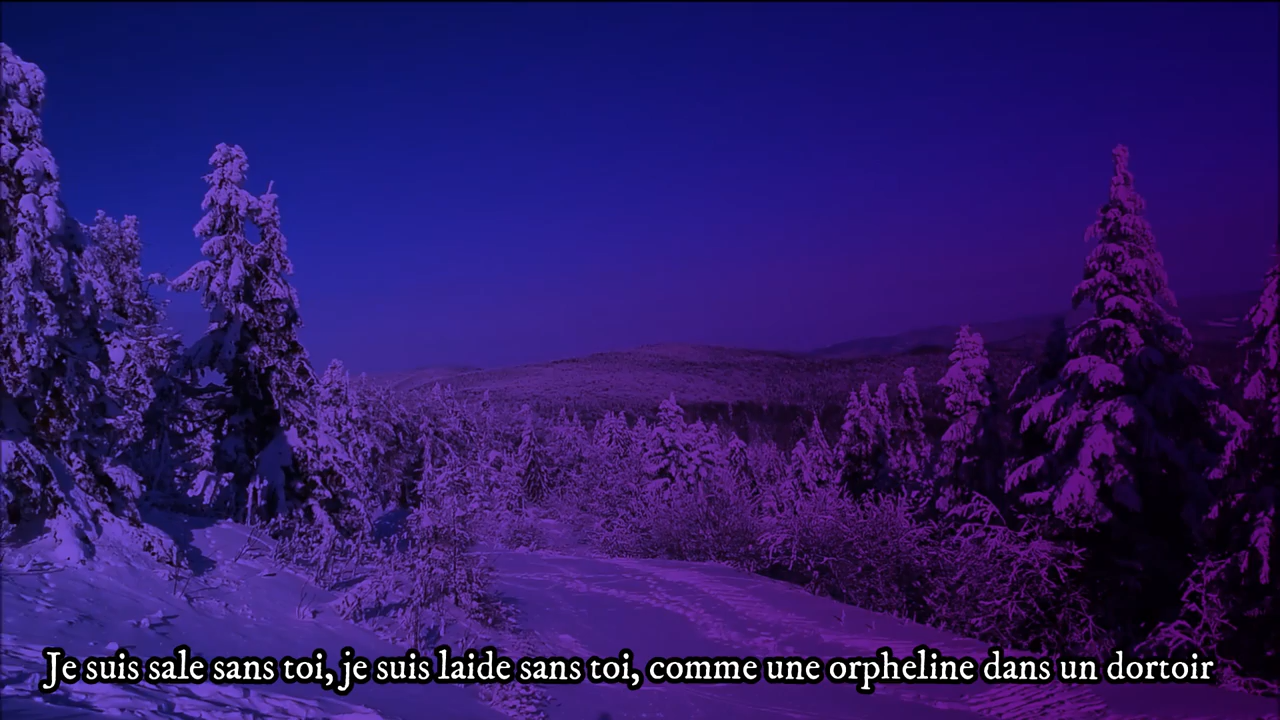 Je suis sale sans toi, je suis laide sans toi, comme une orpheline dans un dortoir